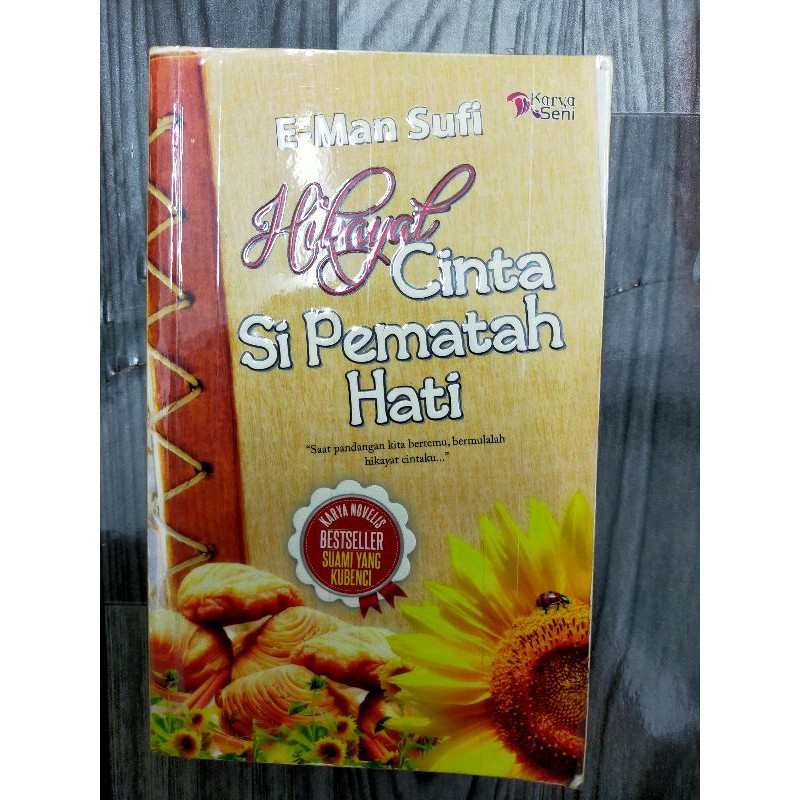 Karya
Seni
E-Man Sufi
Hikayat
Cinta
Si Pematah
Hati
"Saat pandangan kita bertemu, bermulalah
hikayat cintaku..."
KARYA NOVELIS
BESTSELLER
SUAMI YANG
KUBENCI